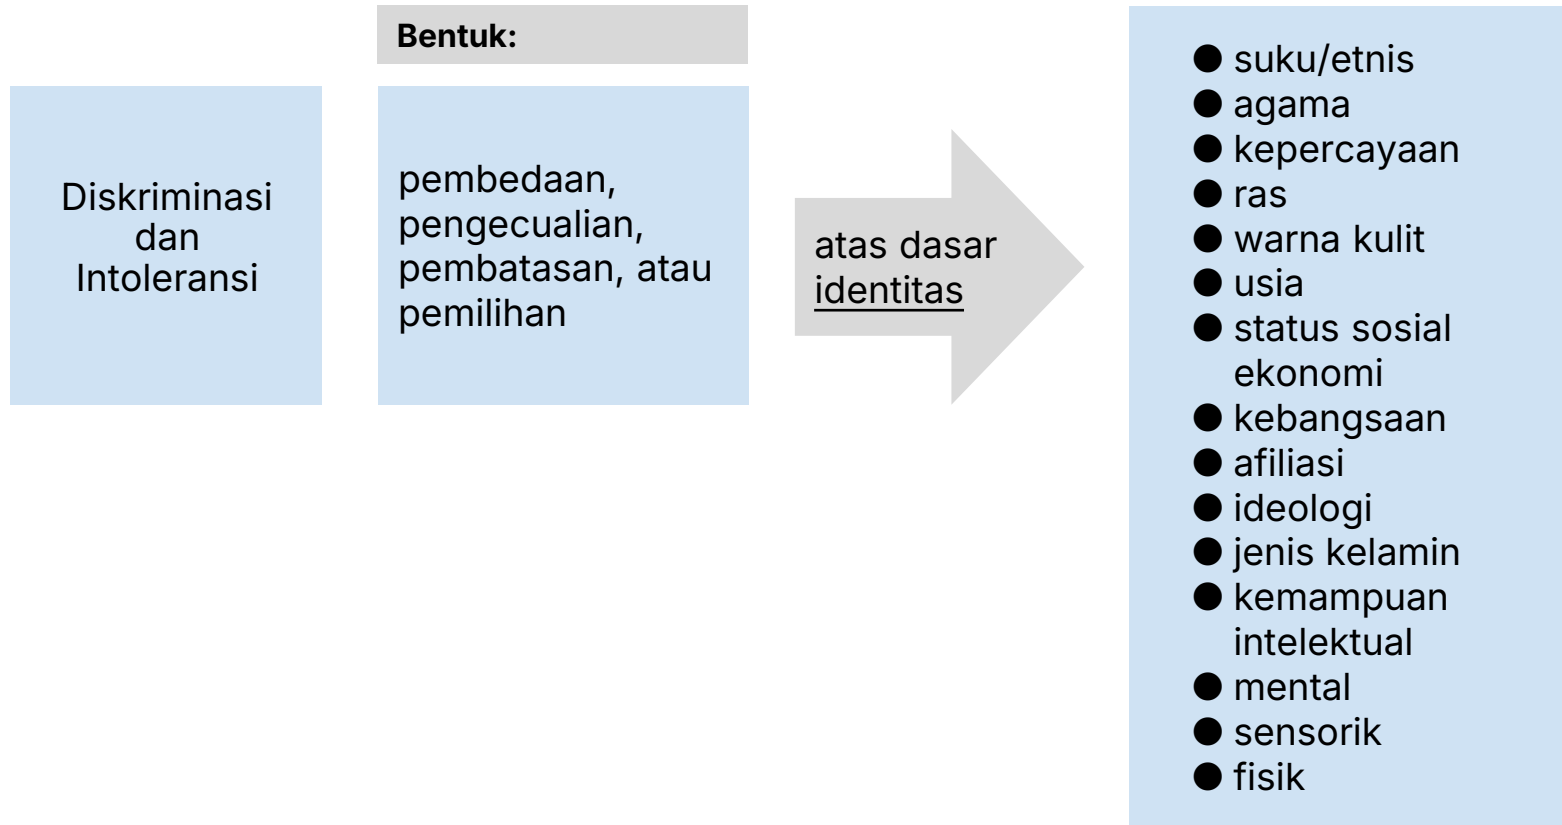 Bentuk:
Diskriminasi
dan
Intoleransi
pembedaan,
pengecualian,
pembatasan, atau
pemilihan
atas dasar
identitas
● suku/etnis
● agama
● kepercayaan
● ras
● warna kulit
● usia
● status sosial
ekonomi
● kebangsaan
● afiliasi
● ideologi
● jenis kelamin
● kemampuan
intelektual
● mental
● sensorik
● fisik